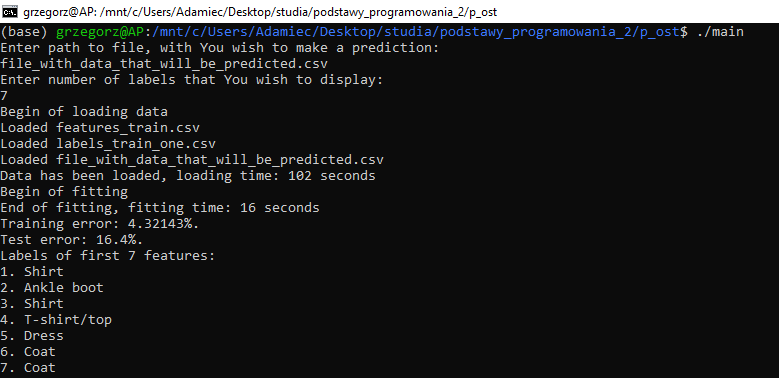 grzegorz@AP: /mnt/c/Users/Adamiec/Desktop/studia/podstawy_programowania_2/p_ost
(base) grzegorz@AP:/mnt/c/Users/Adamiec/Desktop/studia/podstawy_programowania_2/p_ost$ ./main
Enter path to file, with You wish to make a prediction:
file_with_data_that_will_be_predicted.csv
Enter number of labels that You wish to display:
7
Begin of loading data
Loaded features_train.csv
Loaded labels_train_one.csv
Loaded file_with_data_that_will_be_predicted.csv
Data has been loaded, loading time: 102 seconds
Begin of fitting
End of fitting, fitting time: 16 seconds
Training error: 4.32143%.
Test error: 16.4%.
Labels of first 7 features:
1. Shirt
2. Ankle boot
3. Shirt
4. T-shirt/top
5. Dress
6. Coat
7. Coat